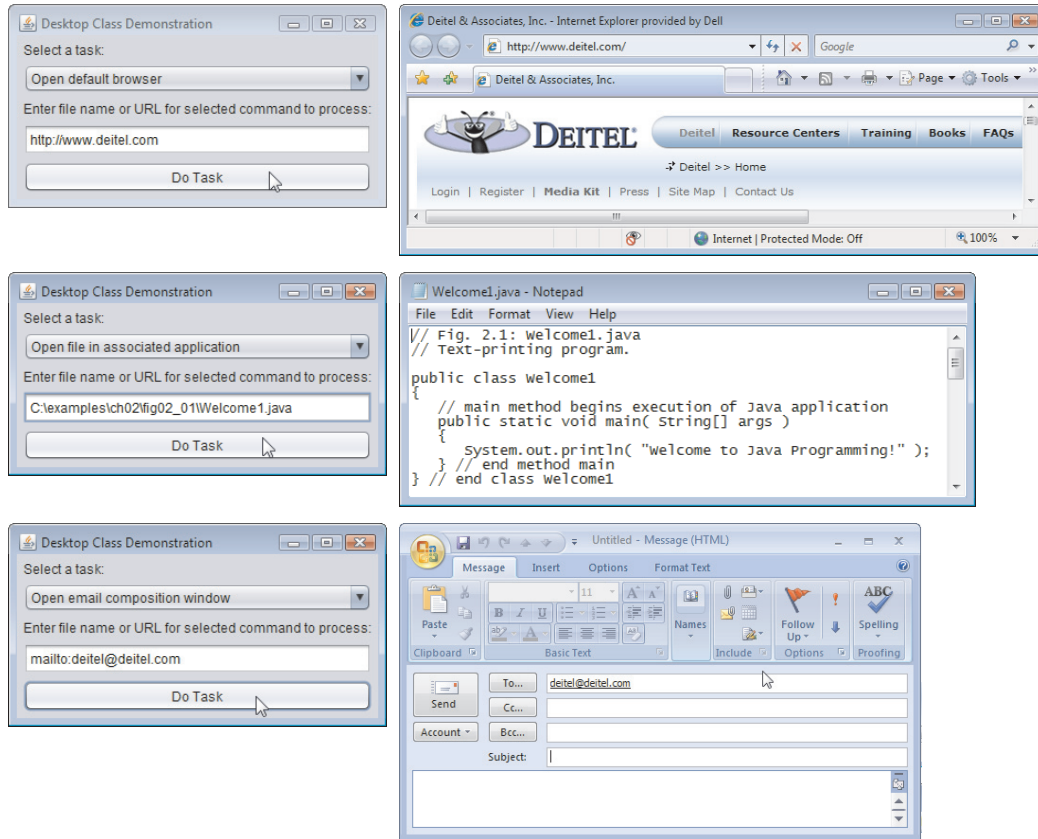 Desktop Class Demonstration
Select a task:
Open default browser
Enter file name or URL for selected command to process:
http://www.deitel.com
Do Task
Deitel & Associates, Inc. - Internet Explorer provided by Dell
http://www.deitel.com/
Google
Deitel & Associates, Inc.
Page
Tools
DEITEL
Deitel Resource Centers Training Books FAQs
Deitel >> Home
Login | Register | Media Kit | Press | Site Map | Contact Us
Internet | Protected Mode: Off
100%
Desktop Class Demonstration
Select a task:
Open file in associated application
Enter file name or URL for selected command to process:
C:\examples\ch02\fig02_01\Welcome1.java
Do Task
Welcome1.java - Notepad
File Edit Format View Help
// Fig. 2.1: Welcome1.java
// Text-printing program.
public class Welcome1
{
// main method begins execution of Java application
public static void main( String[] args )
{
System.out.println( "Welcome to Java Programming!" );
} // end method main
} // end class Welcome1
Desktop Class Demonstration
Select a task:
Open email composition window
Enter file name or URL for selected command to process:
mailto:deitel@deitel.com
Do Task
Untitled - Message (HTML)
Message Insert Options Format Text
Paste
Clipboard
11
A A
B I U
ab A
Basic Text
Names
Include
Follow Up
Options
ABC
Spelling
Proofing
Send
Account
To...
deitel@deitel.com
Cc...
Bcc...
Subject: